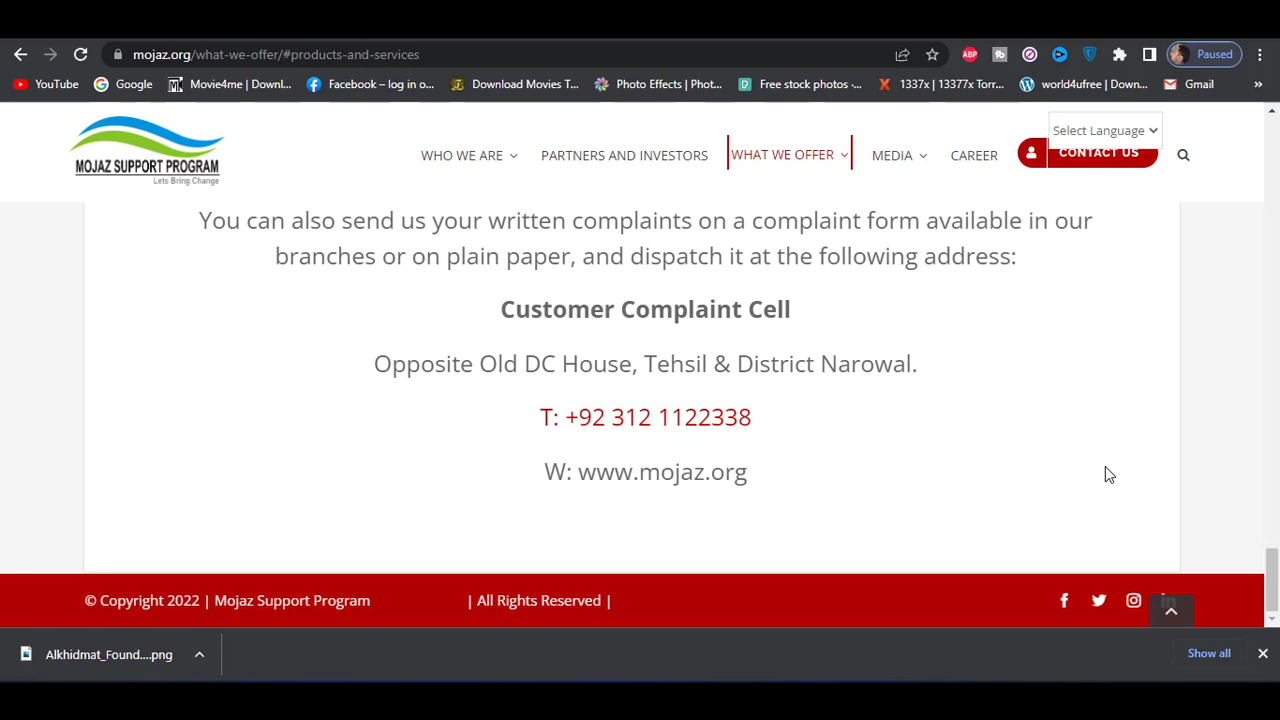 mojaz.org/what-we-offer/#products-and-services
ABP
Paused
YouTube
Google
Movie4me | Downl...
Facebook – log in o...
Download Movies T...
Photo Effects | Phot...
Free stock photos ·...
1337x | 13377x Torr...
world4ufree | Down...
Gmail
»
Select Language
MOJAZ SUPPORT PROGRAM
Lets Bring Change
WHO WE ARE
PARTNERS AND INVESTORS
WHAT WE OFFER
MEDIA
CAREER
CONTACT US
You can also send us your written complaints on a complaint form available in our
branches or on plain paper, and dispatch it at the following address:
Customer Complaint Cell
Opposite Old DC House, Tehsil & District Narowal.
T: +92 312 1122338
W: www.mojaz.org
© Copyright 2022 | Mojaz Support Program | All Rights Reserved |
Alkhidmat_Found....png
Show all